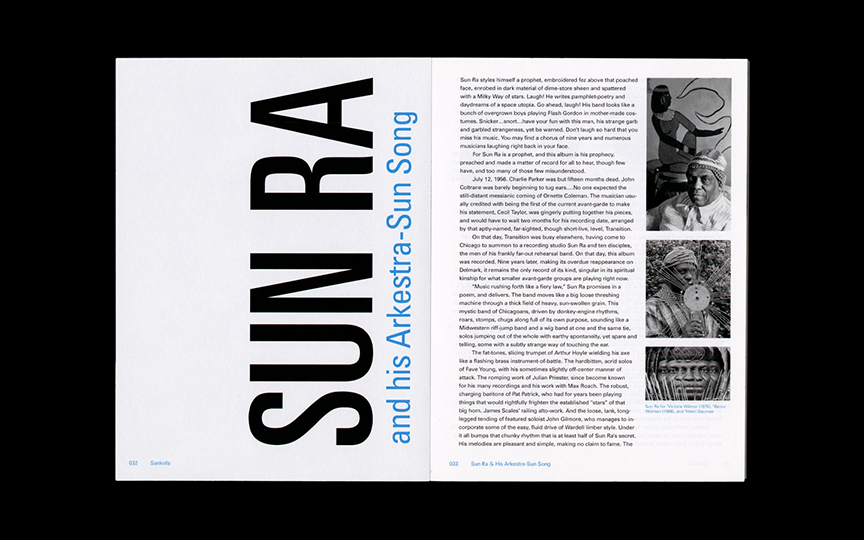 SUN RA
and his Arkestra-Sun Song
032 Sankofa
Sun Ra styles himself a prophet, embroidered fez above that poached
face, enrobed in dark material of dime-store sheen and spattered
with a Milky Way of stars. Laugh! He writes pamphlet-poetry and
daydreams of a space utopia. Go ahead, laugh! His band looks like a
bunch of overgrown boys playing Flash Gordon in mother-made cos-
tumes. Snicker...snort...have your fun with this man, his strange garb
and garbled strangeness, yet be warned. Don't laugh so hard that you
miss his music. You may find a chorus of nine years and numerous
musicians laughing right back in your face.
For Sun Ra is a prophet, and this album is his prophecy,
preached and made a matter of record for all to hear, though few
have, and too many of those few misunderstood.
July 12, 1956. Charlie Parker was but fifteen months dead. John
Coltrane was barely beginning to tug ears....No one expected the
still-distant messianic coming of Ornette Coleman. The musician usu-
ally credited with being the first of the current avant-garde to make
his statement, Cecil Taylor, was gingerly putting together his pieces,
and would have to wait two months for his recording date, arranged
by that aptly-named, far-sighted, though short-lived, level, Transition.
On that day, Transition was busy elsewhere, having come to
Chicago to summon to a recording studio Sun Ra and ten disciples,
the men of his frankly far-out rehearsal band. On that day, this album
was recorded. Nine years later, making its overdue reappearance on
Delmark, it remains the only record of its kind, singular in its spiritual
kinship for what smaller avant-garde groups are playing right now.
"Music rushing forth like a fiery law," Sun Ra promises in a
poem, and delivers. The band moves like a big loose threshing
machine through a thick field of heavy, sun-swollen grain. This
mystic band of Chicagoans, driven by donkey-engine rhythms,
roars, stomps, chugs along full of its own purpose, sounding like a
Midwestern riff-jump band and a wig band at one and the same tie,
solos jumping out of the whole with earthy spontaneity, yet spare and
telling, some with a subtly strange way of touching the ear.
The fat-tones, slicing trumpet of Arthur Hoyle wielding his axe
like a flashing brass instrument-of-battle. The hardbitten, acrid solos
of Fave Young, with his sometimes slightly off-center manner of
attack. The romping work of Julian Priester, since become known
for his many recordings and his work with Max Roach. The robust,
charging baritone of Pat Patrick, who had for years been playing
things that would rightfully frighten the established "stars" of that
big horn. James Scales' railing alto-work. And the loose, lank, long-
legged tending of featured soloist John Gilmore, who manages to in-
corporate some of the easy, fluid drive of Wardell limber style. Under
it all bumps that chunky rhythm that is at least half of Sun Ra's secret.
His melodies are pleasant and simple, making no claim to fame. The
033 Sun Ra & His Arkestra-Sun Song
Sun Ra for